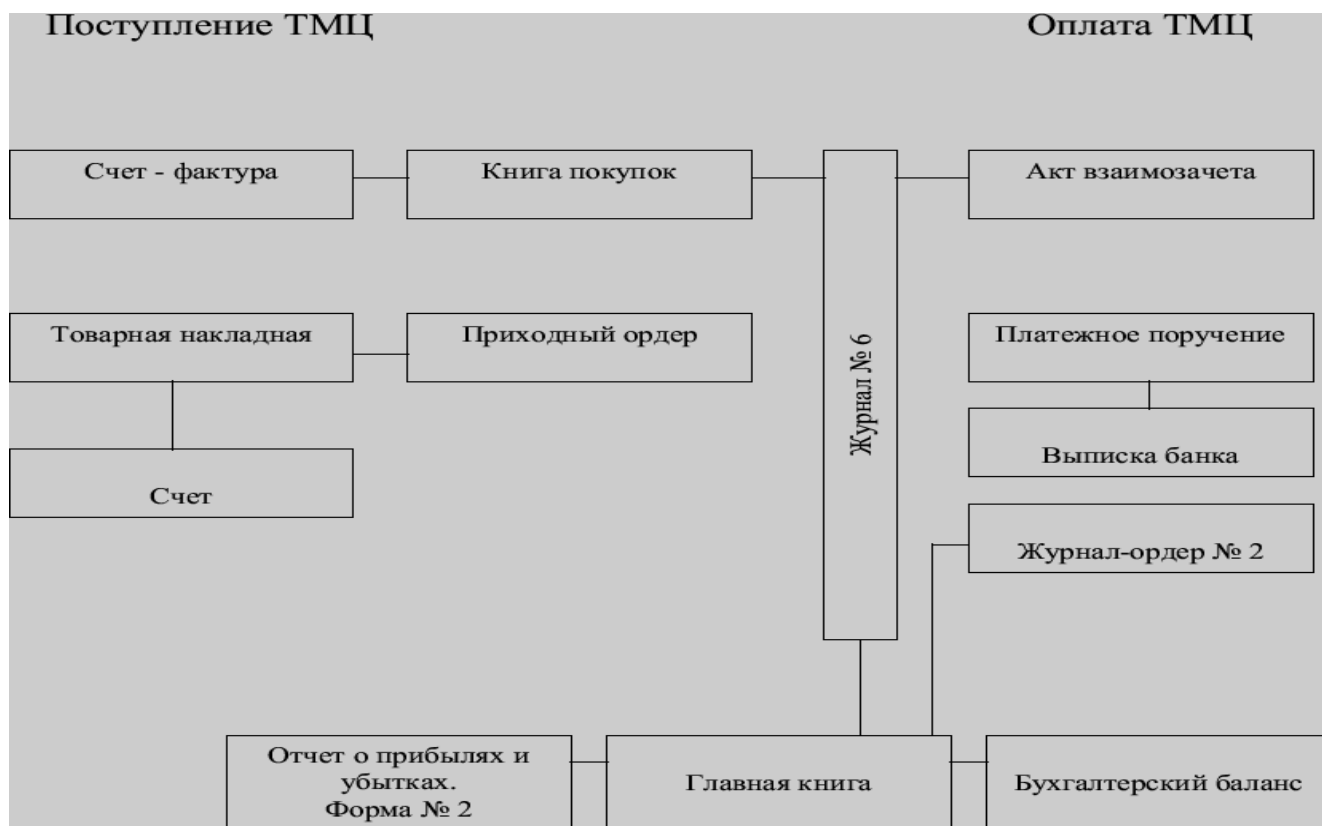 Поступление ТМЦ
Оплата ТМЦ
Счет - фактура
Книга покупок
Акт взаимозачета
Товарная накладная
Приходный ордер
Журнал № 6
Платежное поручение
Счет
Выписка банка
Журнал-ордер № 2
Отчет о прибылях и
убытках.
Форма № 2
Главная книга
Бухгалтерский баланс